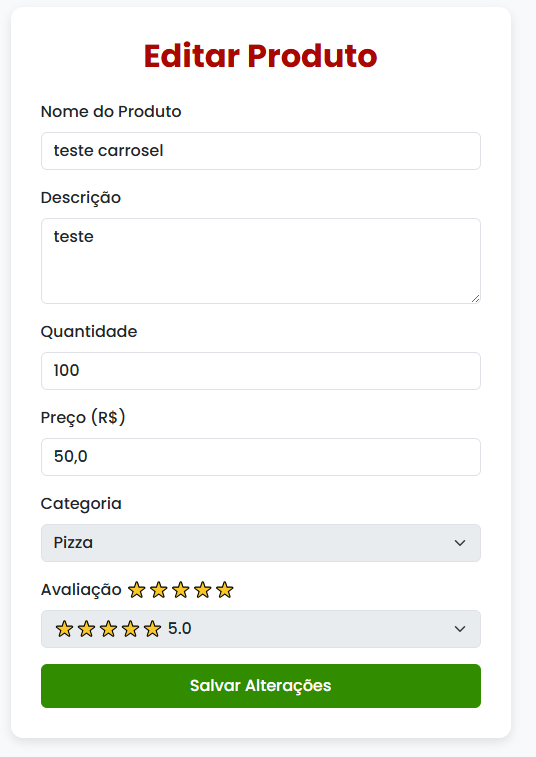 Editar Produto
Nome do Produto
teste carrosel
Descrição
teste
Quantidade
100
Preço (R$)
50,0
Categoria
Pizza
Avaliação ⭐⭐⭐⭐⭐
⭐⭐⭐⭐⭐ 5.0
Salvar Alterações